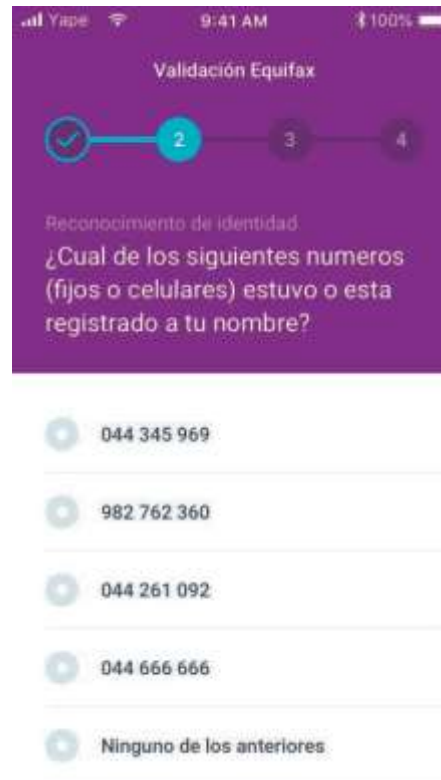 Yape 9:41 AM 100%
Validación Equifax
2 3 4
Reconocimiento de identidad
¿Cual de los siguientes numeros
(fijos o celulares) estuvo o esta
registrado a tu nombre?
044 345 969
982 762 360
044 261 092
044 666 666
Ninguno de los anteriores